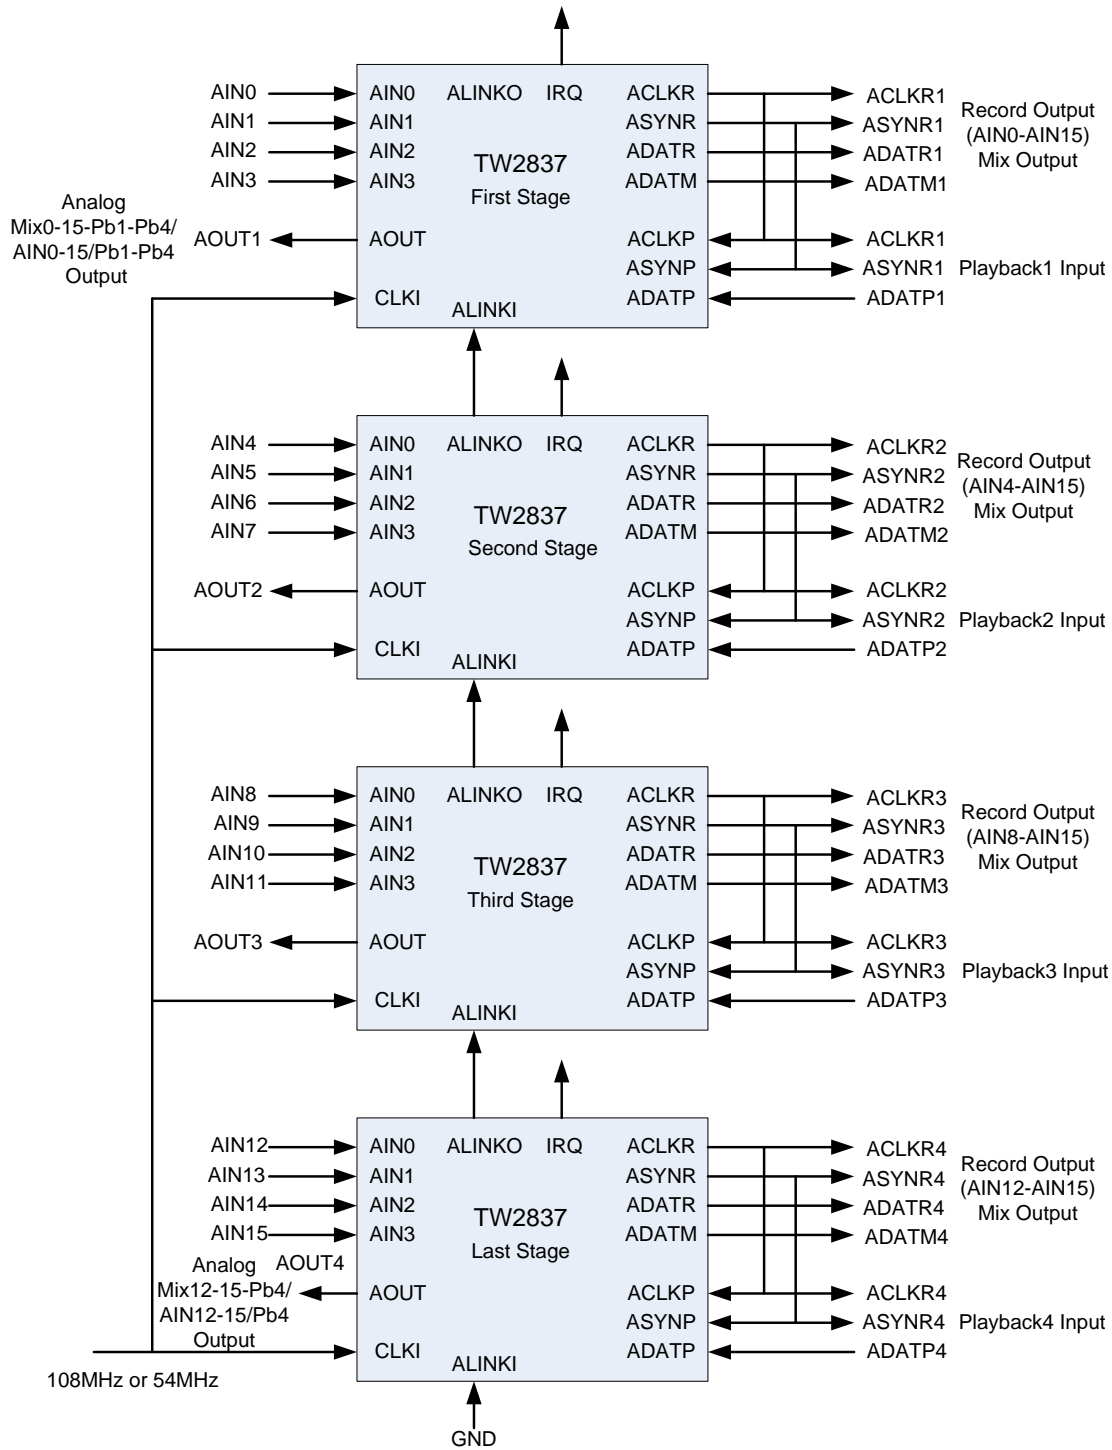 AIN0 AIN0 ALINKO IRQ ACLKR ACLKR1
AIN1 AIN1 ASYNR ASYNR1
AIN2 AIN2 ADATR ADATR1
AIN3 AIN3 ADATM ADATM1
TW2837
First Stage
Record Output
(AIN0-AIN15)
Mix Output
Analog
Mix0-15-Pb1-Pb4/
AIN0-15/Pb1-Pb4
Output
AOUT1 AOUT ACLKP ACLKR1
ASYNP ASYNR1 Playback1 Input
CLKI ADATP ADATP1
ALINKI
AIN4 AIN0 ALINKO IRQ ACLKR ACLKR2
AIN5 AIN1 ASYNR ASYNR2
AIN6 AIN2 ADATR ADATR2
AIN7 AIN3 ADATM ADATM2
TW2837
Second Stage
Record Output
(AIN4-AIN15)
Mix Output
AOUT2 AOUT ACLKP ACLKR2
ASYNP ASYNR2 Playback2 Input
CLKI ADATP ADATP2
ALINKI
AIN8 AIN0 ALINKO IRQ ACLKR ACLKR3
AIN9 AIN1 ASYNR ASYNR3
AIN10 AIN2 ADATR ADATR3
AIN11 AIN3 ADATM ADATM3
TW2837
Third Stage
Record Output
(AIN8-AIN15)
Mix Output
AOUT3 AOUT ACLKP ACLKR3
ASYNP ASYNR3 Playback3 Input
CLKI ADATP ADATP3
ALINKI
AIN12 AIN0 ALINKO IRQ ACLKR ACLKR4
AIN13 AIN1 ASYNR ASYNR4
AIN14 AIN2 ADATR ADATR4
AIN15 AIN3 ADATM ADATM4
TW2837
Last Stage
Record Output
(AIN12-AIN15)
Mix Output
Analog
Mix12-15-Pb4/
AIN12-15/Pb4
Output
AOUT4 AOUT ACLKP ACLKR4
ASYNP ASYNR4 Playback4 Input
CLKI ADATP ADATP4
ALINKI
108MHz or 54MHz
GND